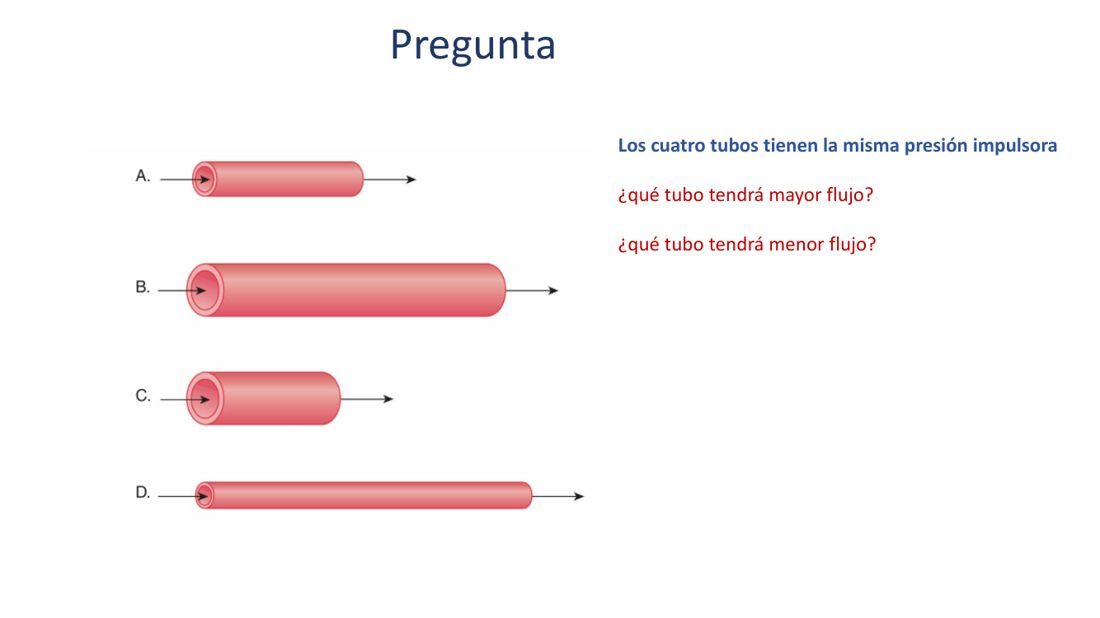 Pregunta
Los cuatro tubos tienen la misma presión impulsora
¿qué tubo tendrá mayor flujo?
¿qué tubo tendrá menor flujo?
A.
B.
C.
D.